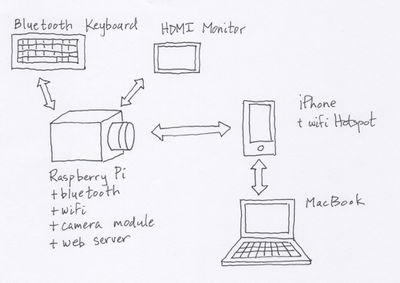 Bluetooth Keyboard
HDMI Monitor
iPhone
+ wifi Hotspot
Raspberry Pi
+ bluetooth
+ wifi
+ camera module
+ web server
MacBook